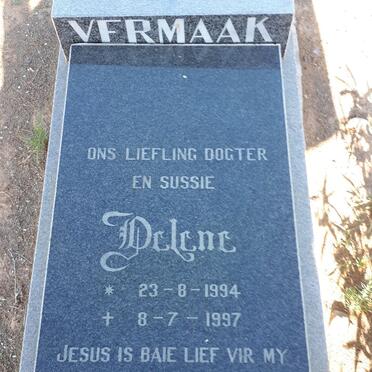 VERMAAK
ONS LIEFLING DOGTER
EN SUSSIE
Delene
* 23-8-1994
+ 8-7-1997
JESUS IS BAIE LIEF VIR MY